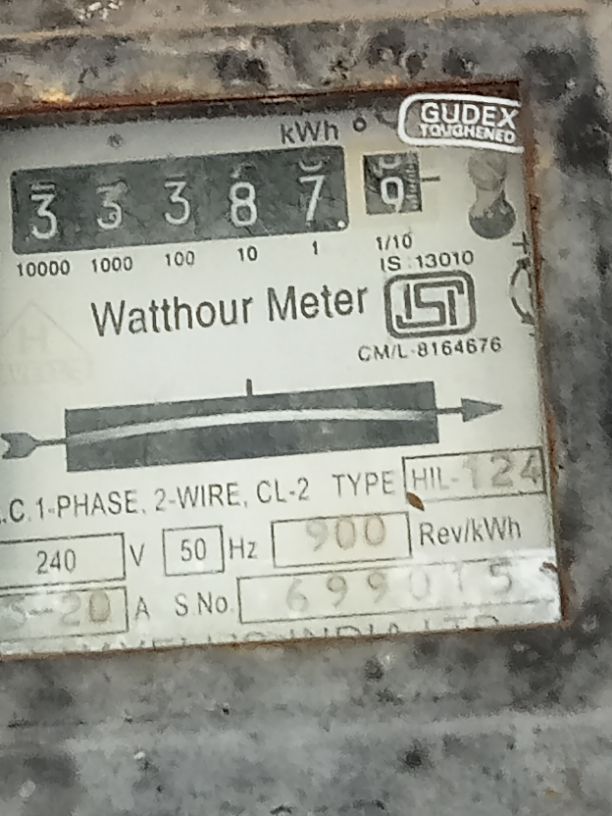 GUDEX
TOUGHENED
kWh
3 3 3 8 7 9
10000 1000 100 10 1 1/10
IS : 13010
Watthour Meter
CM/L-8164676
.C. 1-PHASE, 2-WIRE, CL-2 TYPE HIL-124
240 V 50 Hz 900 Rev/kWh
-20 A S.No. 699015
INDIA LTD